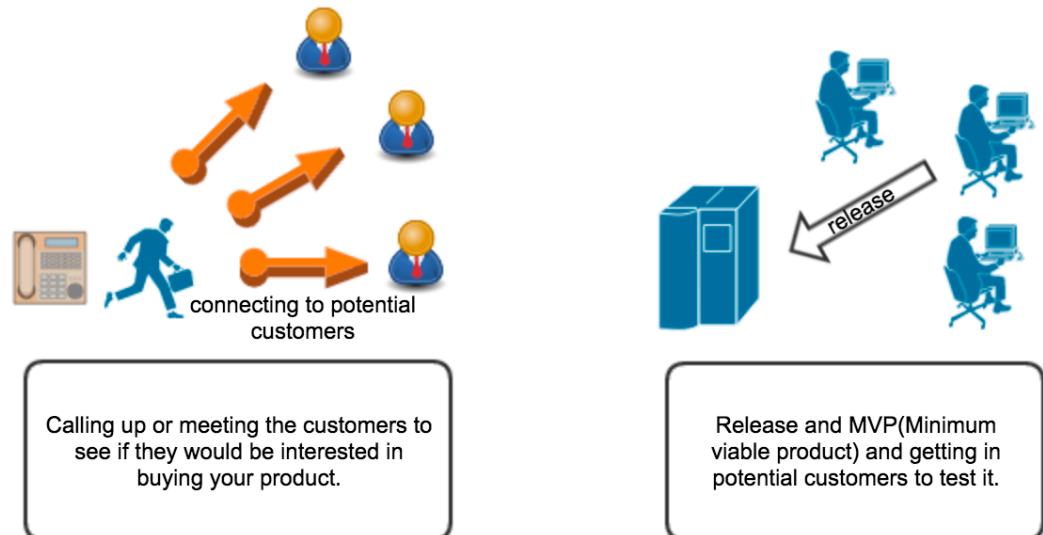 connecting to potential
customers
release
Calling up or meeting the customers to
see if they would be interested in
buying your product.
Release and MVP(Minimum
viable product) and getting in
potential customers to test it.